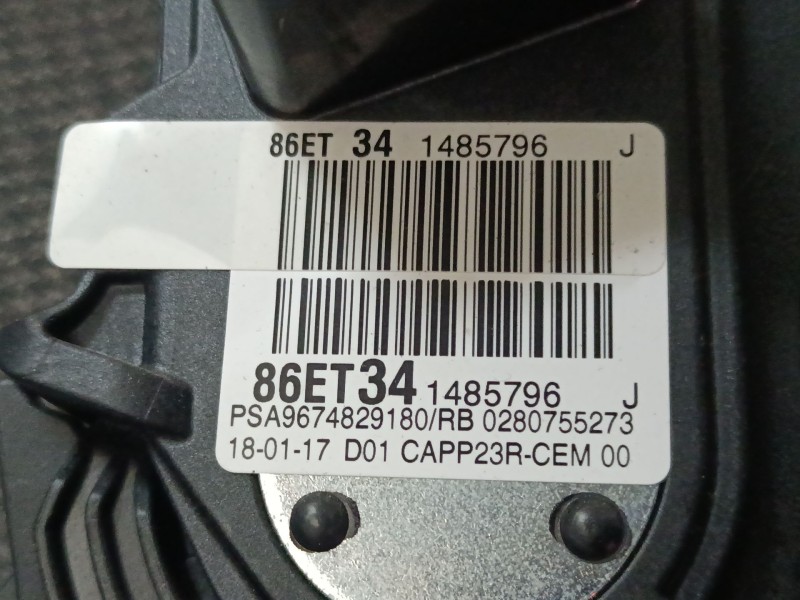 86ET 34 1485796 J
86ET34 1485796 J
PSA9674829180/RB 0280755273
18-01-17 D01 CAPP23R-CEM 00